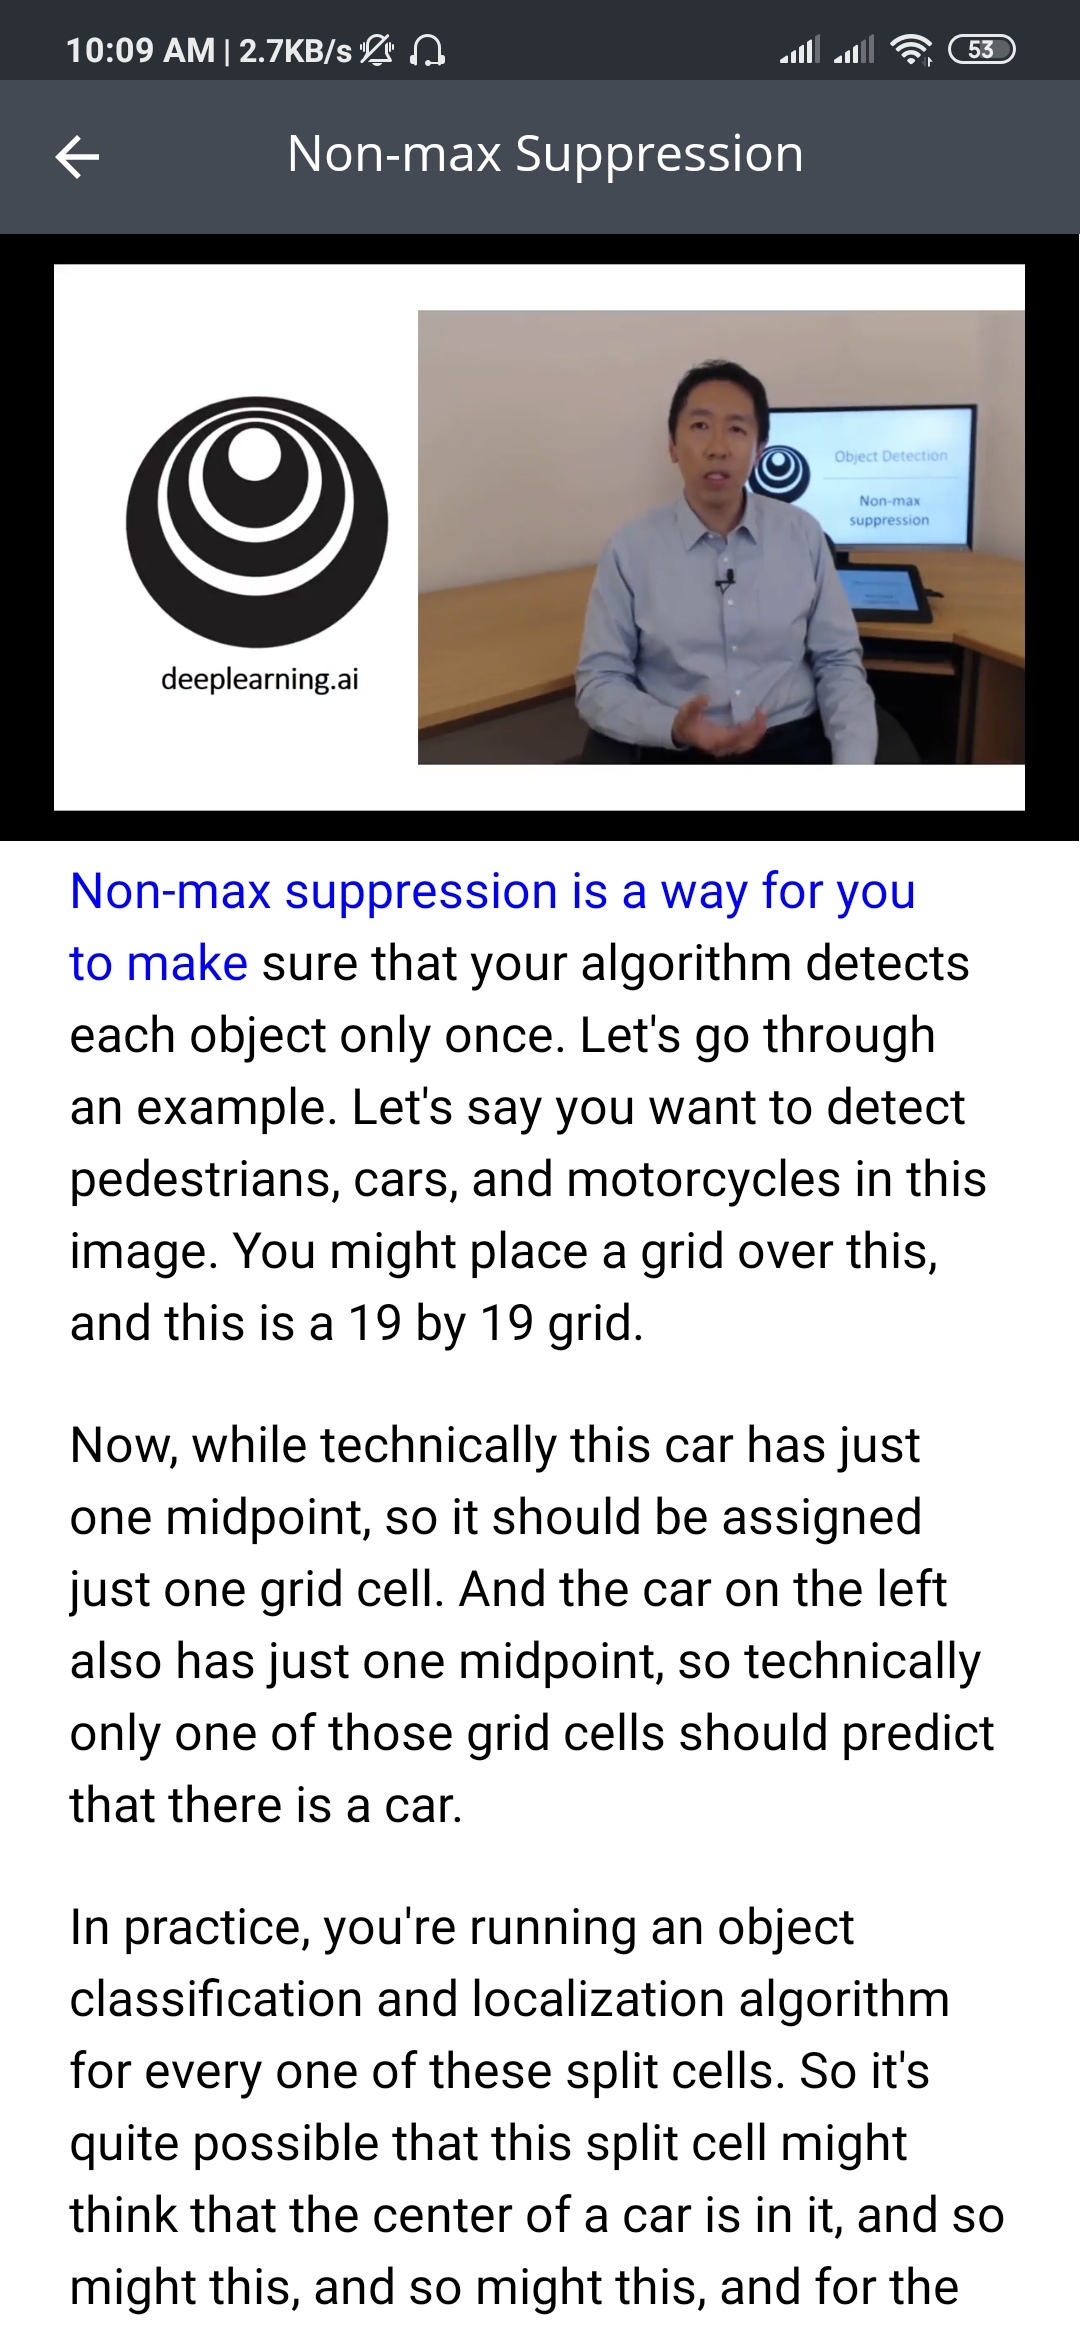 10:09 AM | 2.7KB/s
53
Non-max Suppression
Object Detection
Non-max
suppression
deeplearning.ai
Non-max suppression is a way for you
to make sure that your algorithm detects
each object only once. Let's go through
an example. Let's say you want to detect
pedestrians, cars, and motorcycles in this
image. You might place a grid over this,
and this is a 19 by 19 grid.
Now, while technically this car has just
one midpoint, so it should be assigned
just one grid cell. And the car on the left
also has just one midpoint, so technically
only one of those grid cells should predict
that there is a car.
In practice, you're running an object
classification and localization algorithm
for every one of these split cells. So it's
quite possible that this split cell might
think that the center of a car is in it, and so
might this, and so might this, and for the